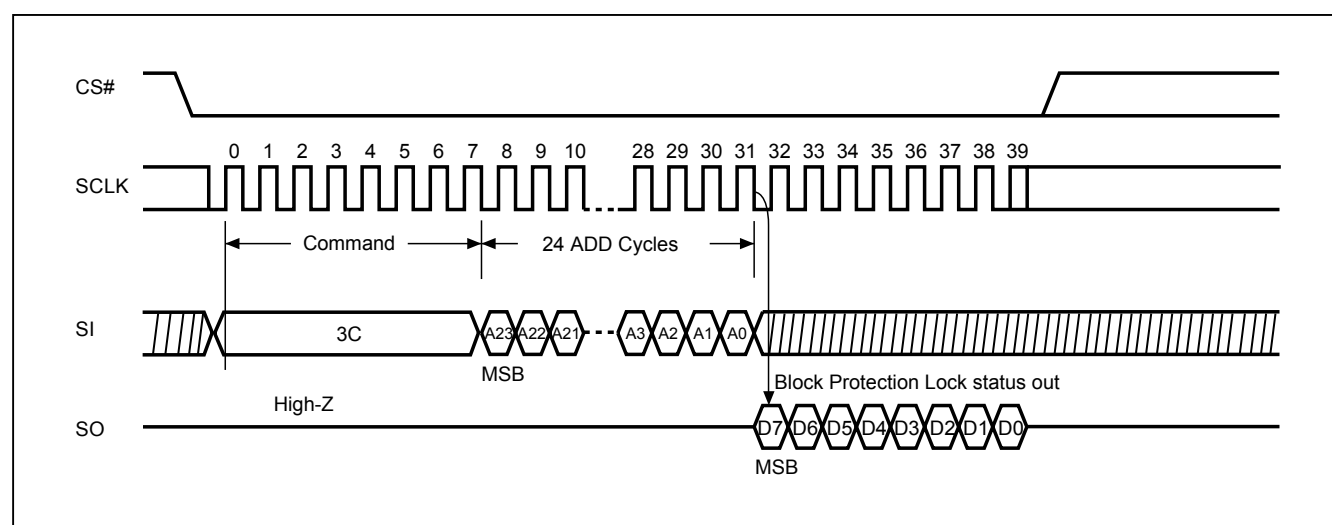 CS#
0 1 2 3 4 5 6 7 8 9 10 28 29 30 31 32 33 34 35 36 37 38 39
SCLK
Command 24 ADD Cycles
SI 3C A23 A22 A21 A3 A2 A1 A0
MSB
Block Protection Lock status out
High-Z
SO D7 D6 D5 D4 D3 D2 D1 D0
MSB